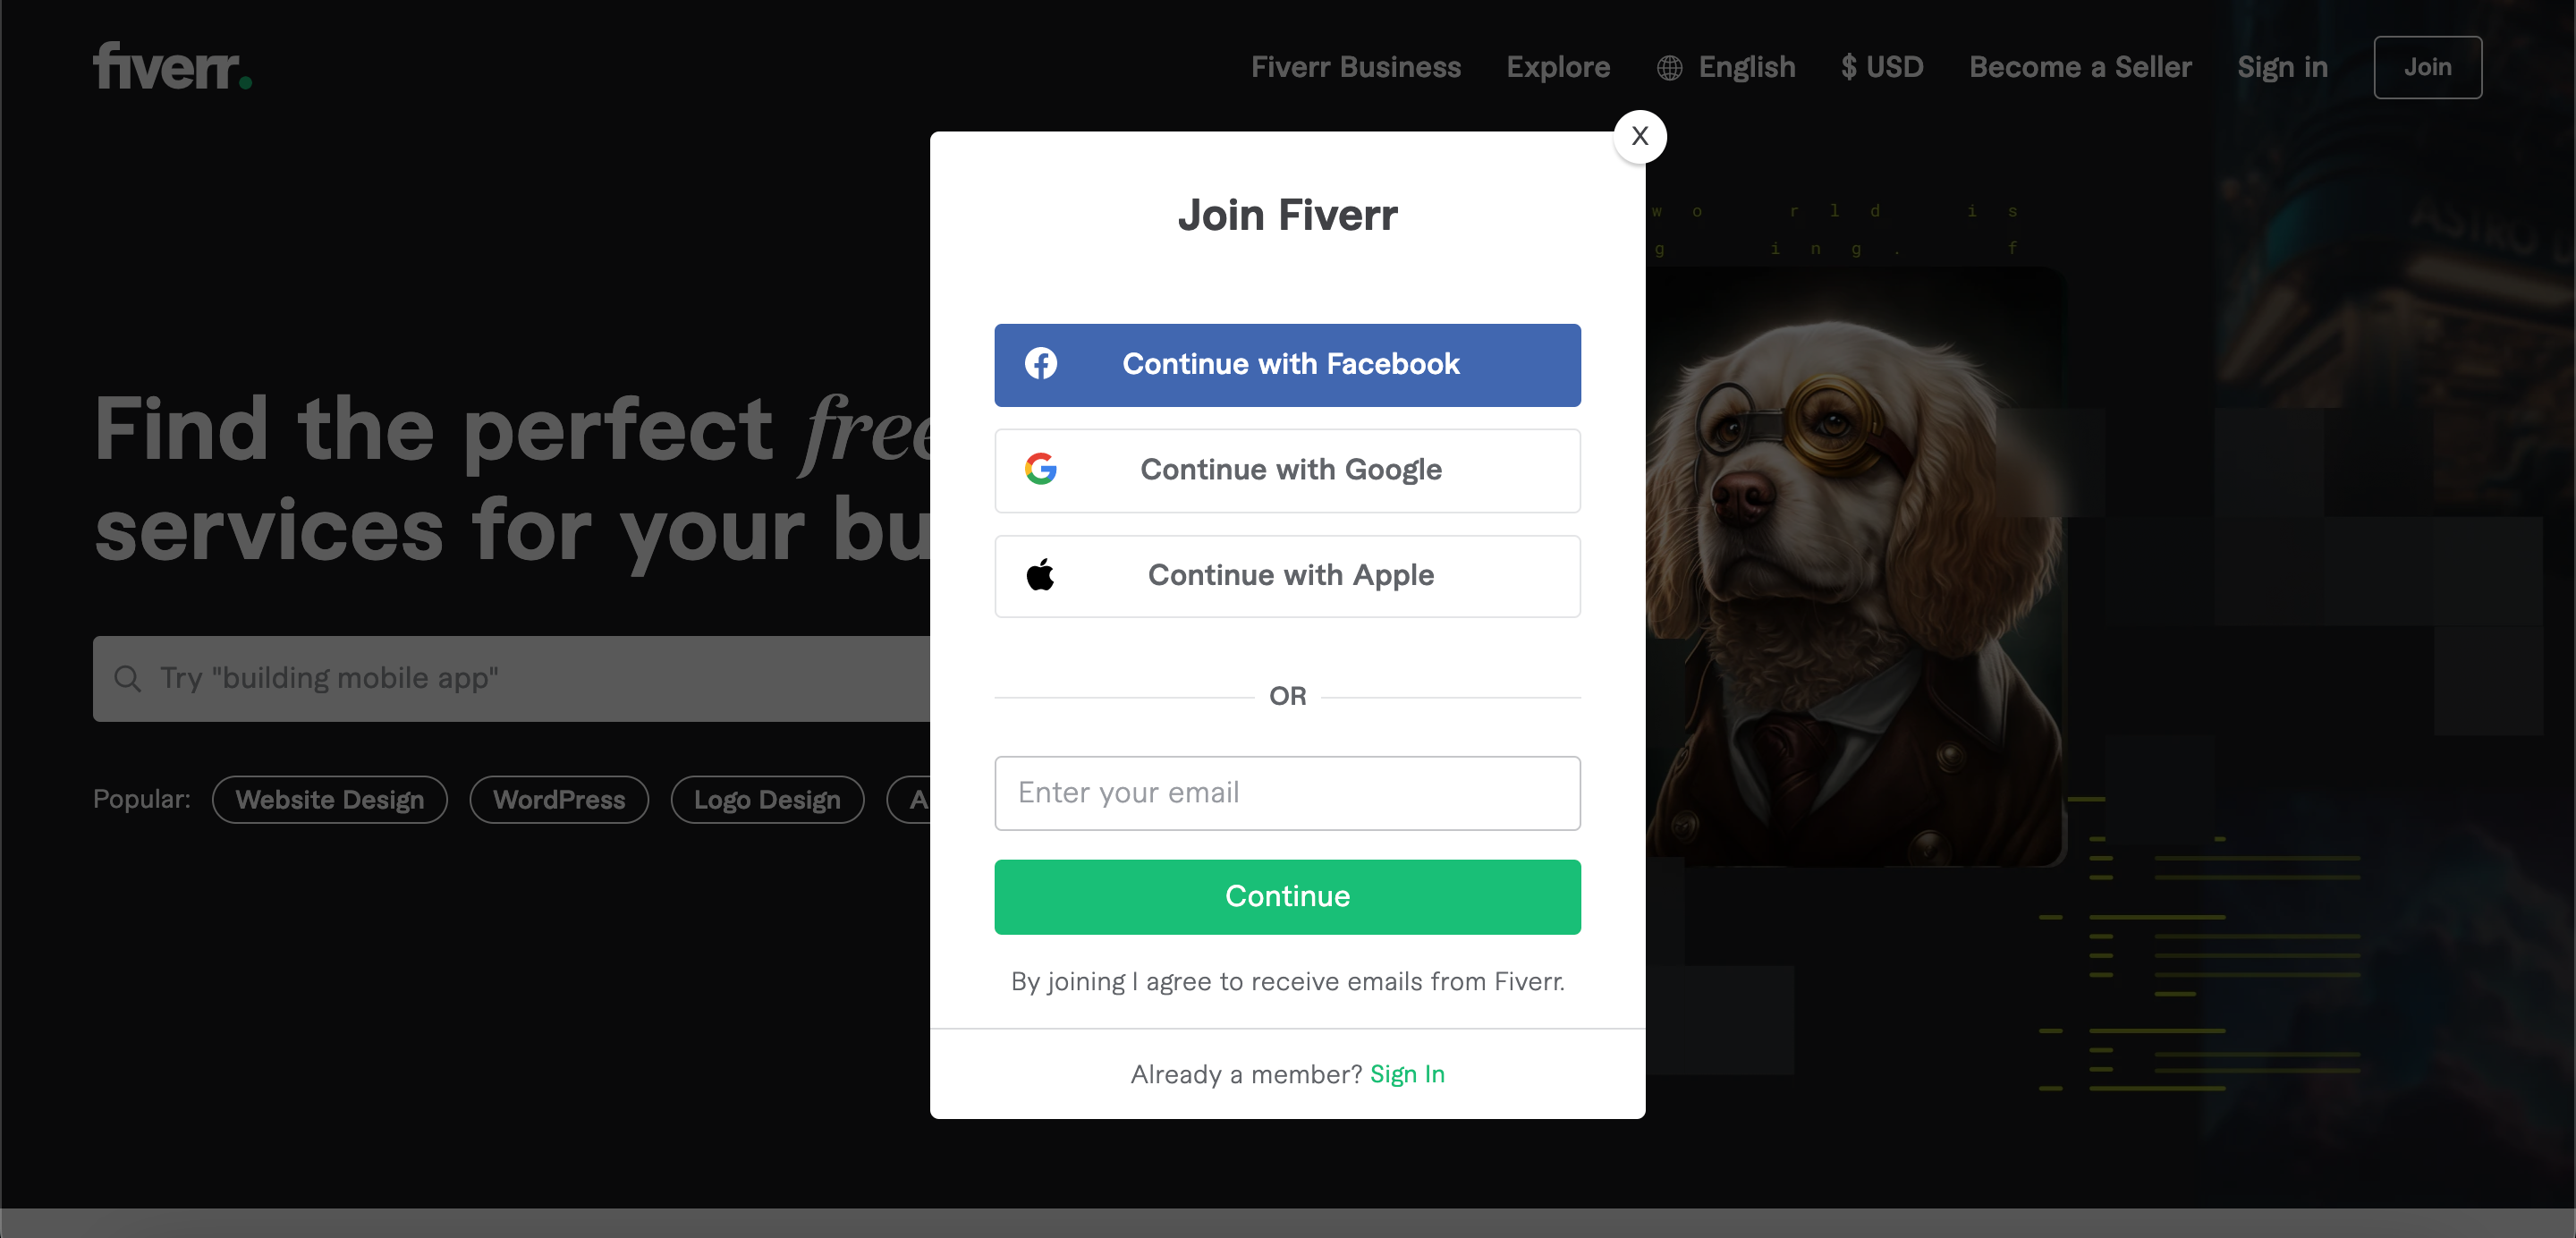 fiverr.
Fiverr Business Explore English $ USD Become a Seller Sign in Join
X
Join Fiverr
w o r l d i s
g i n g . f
Continue with Facebook
Continue with Google
Continue with Apple
Find the perfect free
services for your bu
Try "building mobile app"
OR
Enter your email
Popular: Website Design WordPress Logo Design A
Continue
By joining I agree to receive emails from Fiverr.
Already a member? Sign In
ASTRO